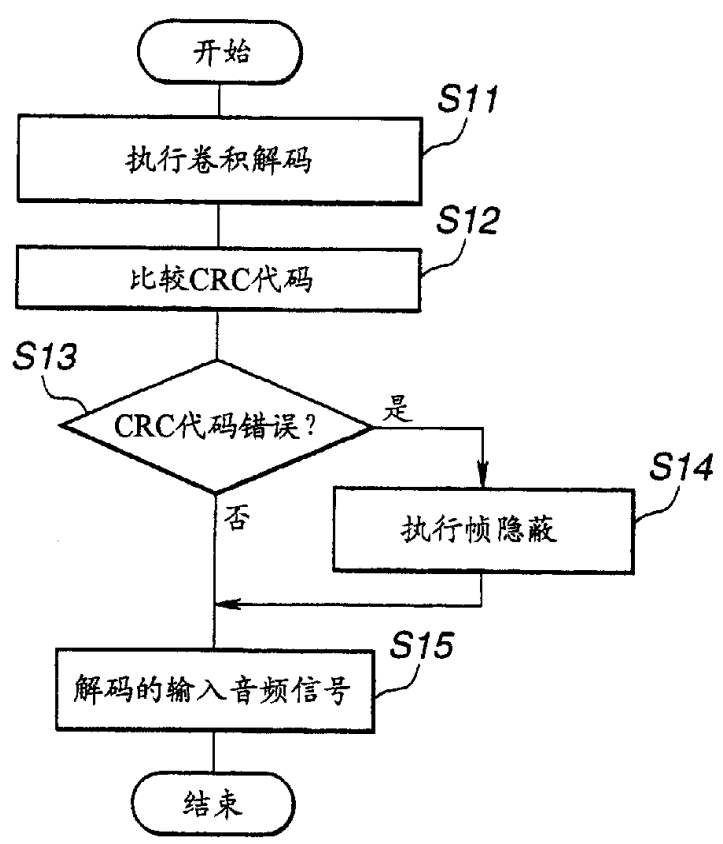 开始
S11
执行卷积解码
S12
比较CRC代码
S13
CRC代码错误？
是
S14
执行帧隐蔽
否
S15
解码的输入音频信号
结束